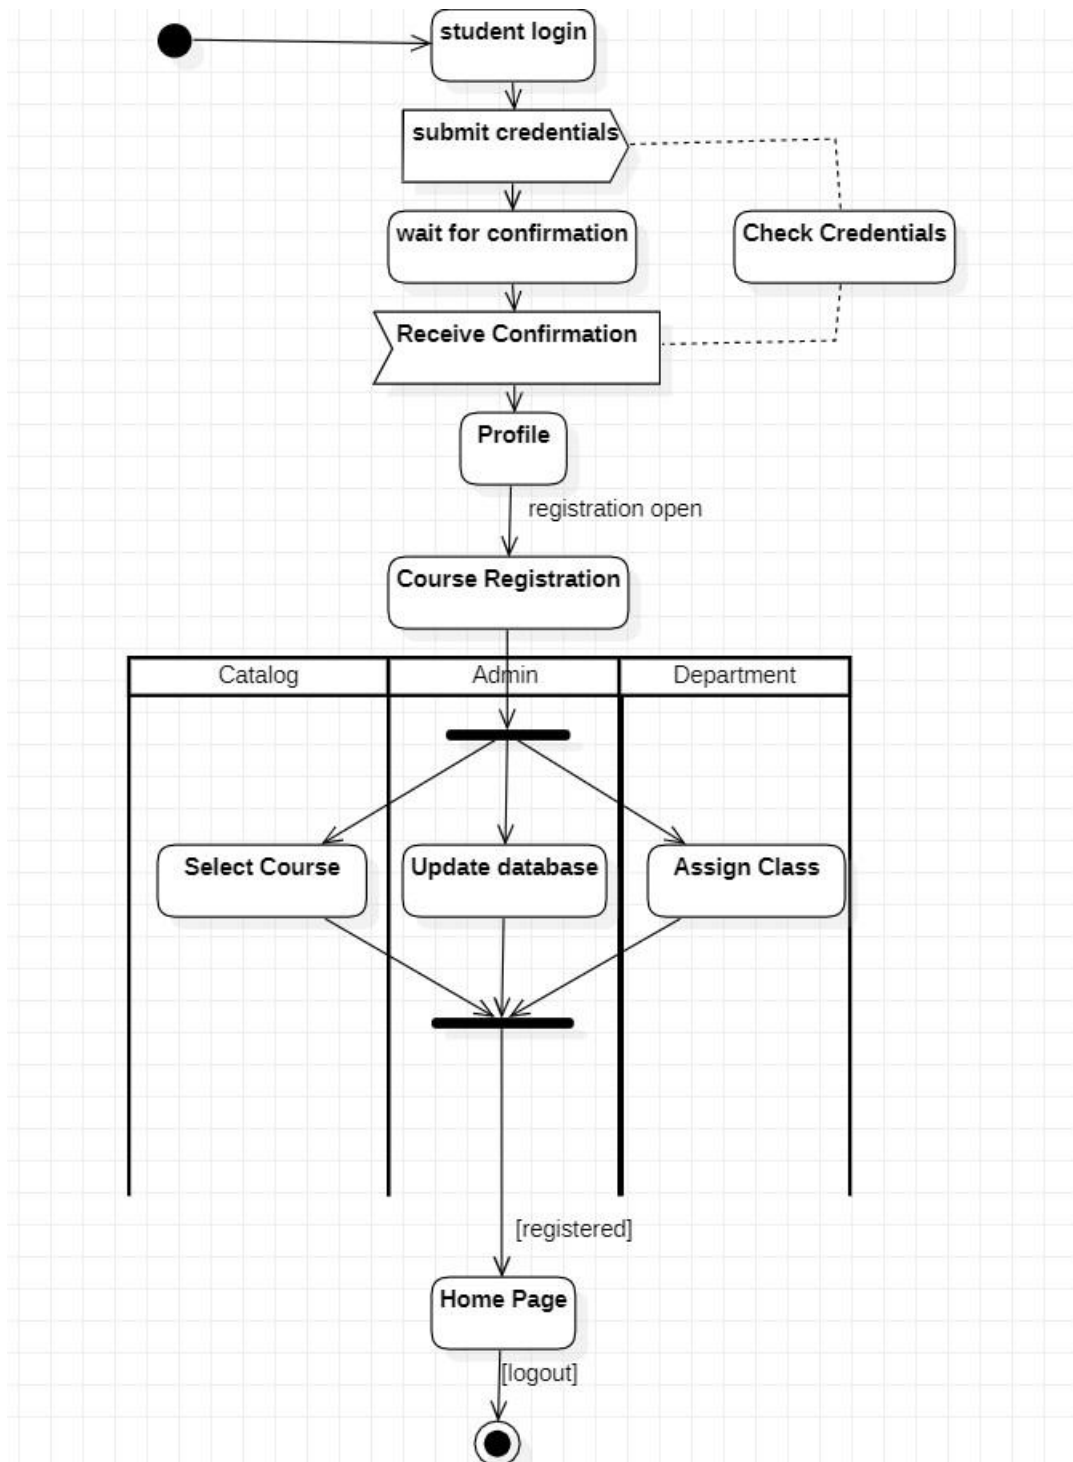 student login
submit credentials
wait for confirmation
Check Credentials
Receive Confirmation
Profile
registration open
Course Registration
Catalog
Admin
Department
Select Course
Update database
Assign Class
[registered]
Home Page
[logout]